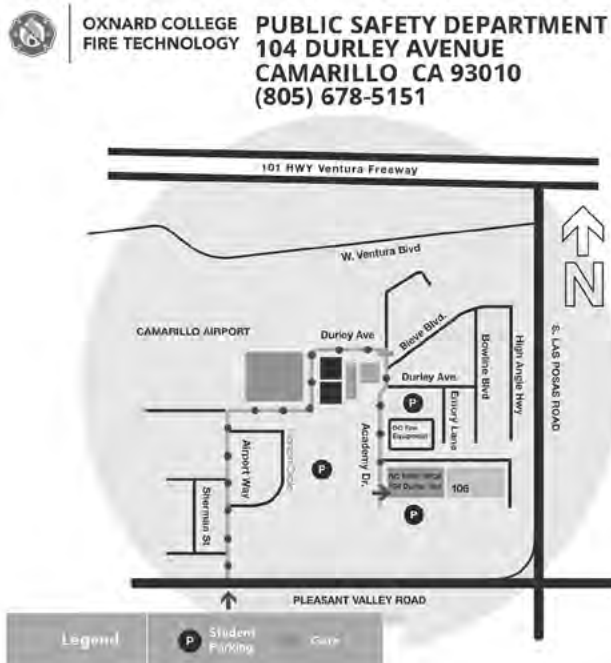 OXNARD COLLEGE
FIRE TECHNOLOGY
PUBLIC SAFETY DEPARTMENT
104 DURLEY AVENUE
CAMARILLO CA 93010
(805) 678-5151
101 HWY Ventura Freeway
W. Ventura Blvd
N
CAMARILLO AIRPORT
Durley Ave
Bleve Blvd.
Bowline Blvd
High Angle Hwy
S. LAS POSAS ROAD
Durley Ave.
P
Emory Lane
Equipment
Academy Dr.
Airport Way
P
106
P
Sherman St
PLEASANT VALLEY ROAD
Legend
P
Student
Parking